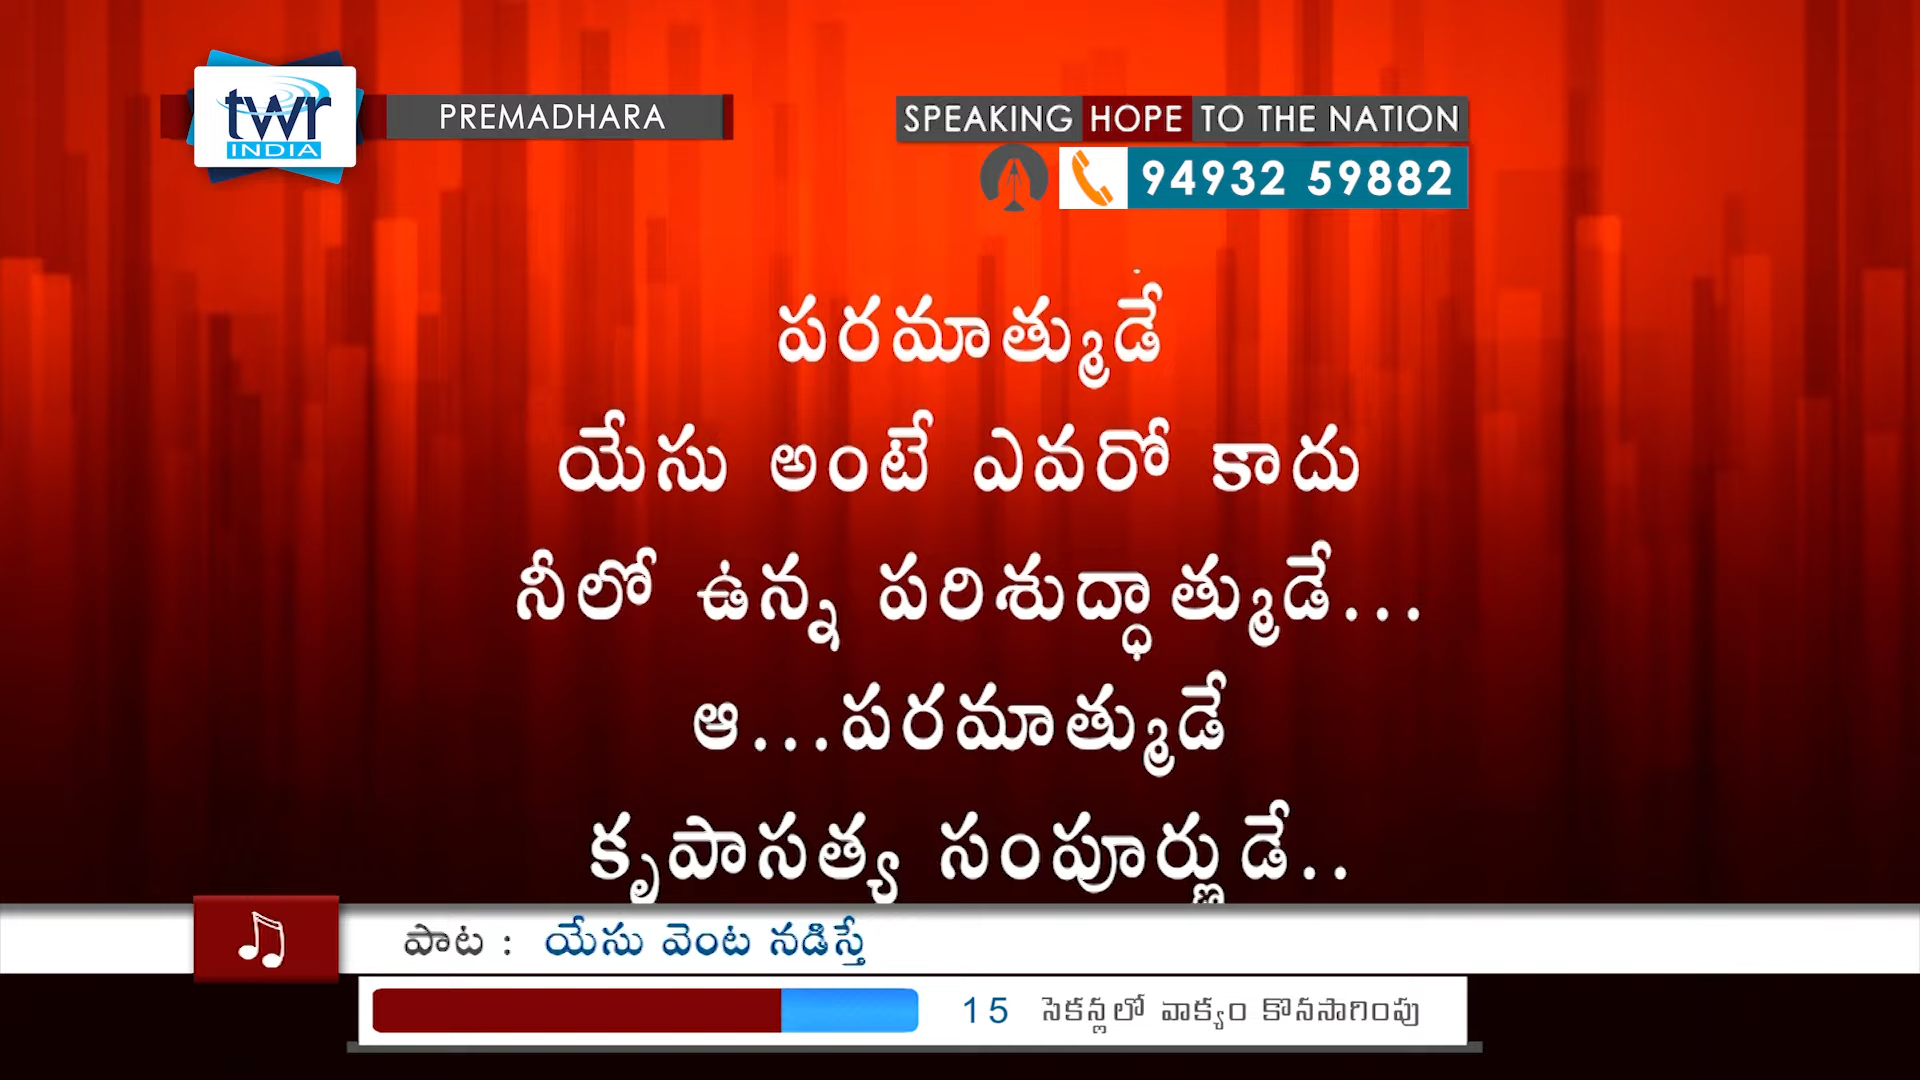 twr
INDIA
PREMADHARA
SPEAKING HOPE TO THE NATION
94932 59882
పరమాత్ముడే
యేసు అంటే ఎవరో కాదు
నీలో ఉన్న పరిశుద్ధాత్ముడే...
ఆ...పరమాత్ముడే
కృపాసత్య సంపూర్ణుడే..
పాట : యేసు వెంట నడిస్తే
15 సెకన్లలో వాక్యం కొనసాగింపు